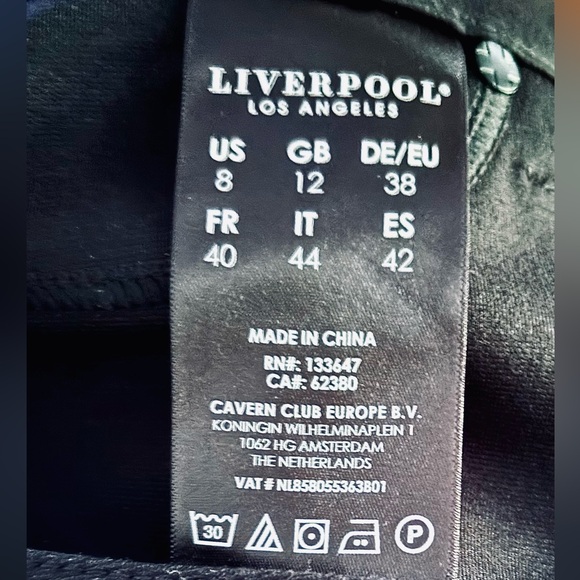 LIVERPOOL®
LOS ANGELES
US GB DE/EU
8 12 38
FR IT ES
40 44 42
MADE IN CHINA
RN#: 133647
CA#: 62380
CAVERN CLUB EUROPE B.V.
KONINGIN WILHELMINAPLEIN 1
1062 HG AMSTERDAM
THE NETHERLANDS
VAT # NL858055363B01
30 P